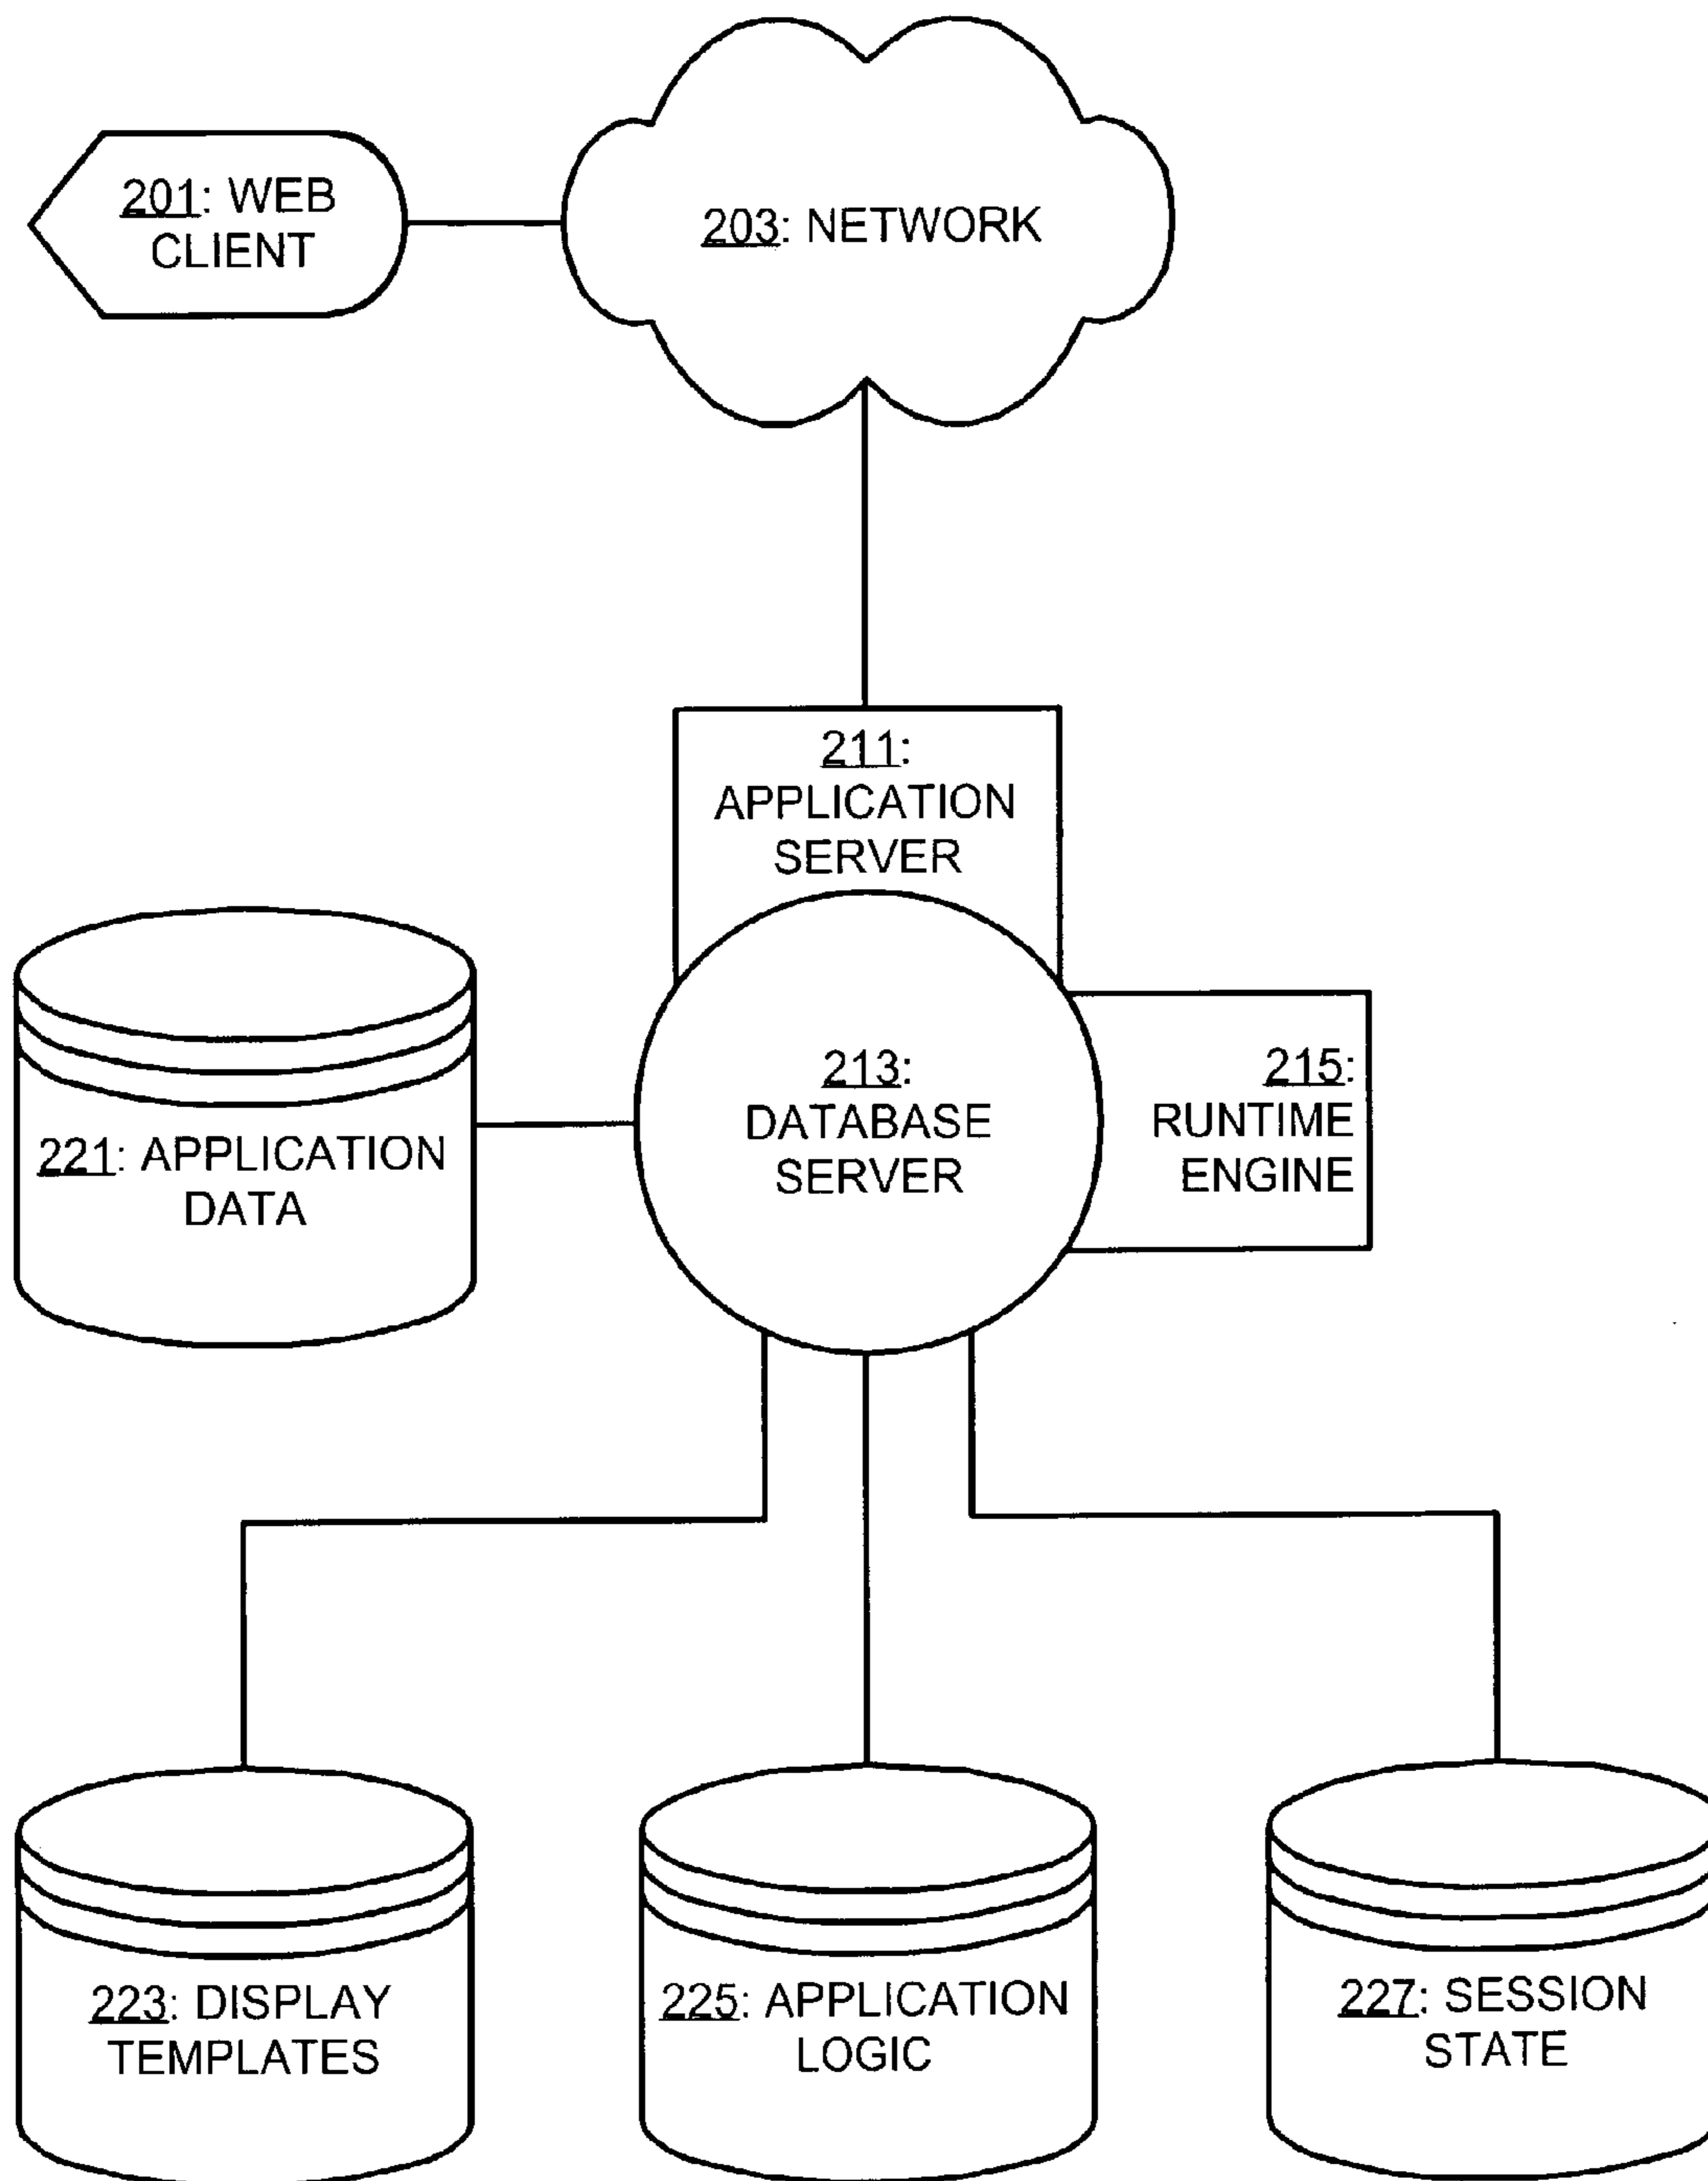 201: WEB
CLIENT
203: NETWORK
211:
APPLICATION
SERVER
213:
DATABASE
SERVER
215:
RUNTIME
ENGINE
221: APPLICATION
DATA
223: DISPLAY
TEMPLATES
225: APPLICATION
LOGIC
227: SESSION
STATE